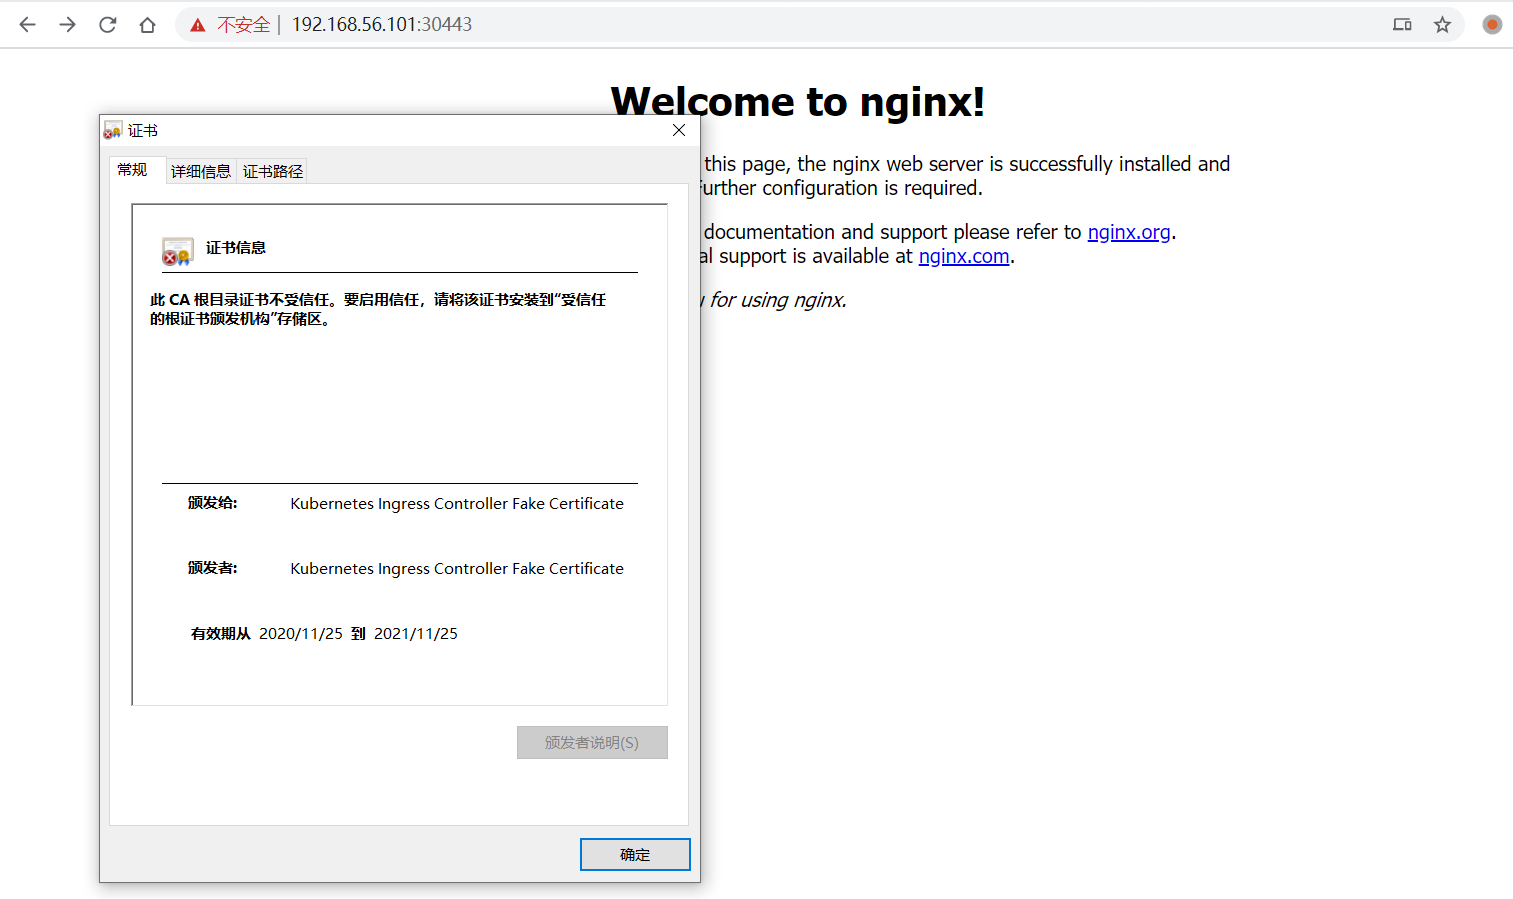 不安全 | 192.168.56.101:30443
Welcome to nginx!
this page, the nginx web server is successfully installed and
further configuration is required.
documentation and support please refer to nginx.org.
al support is available at nginx.com.
for using nginx.
证书
常规 详细信息 证书路径
证书信息
此 CA 根目录证书不受信任。要启用信任，请将该证书安装到“受信任
的根证书颁发机构”存储区。
颁发给: Kubernetes Ingress Controller Fake Certificate
颁发者: Kubernetes Ingress Controller Fake Certificate
有效期从 2020/11/25 到 2021/11/25
颁发者说明(S)
确定